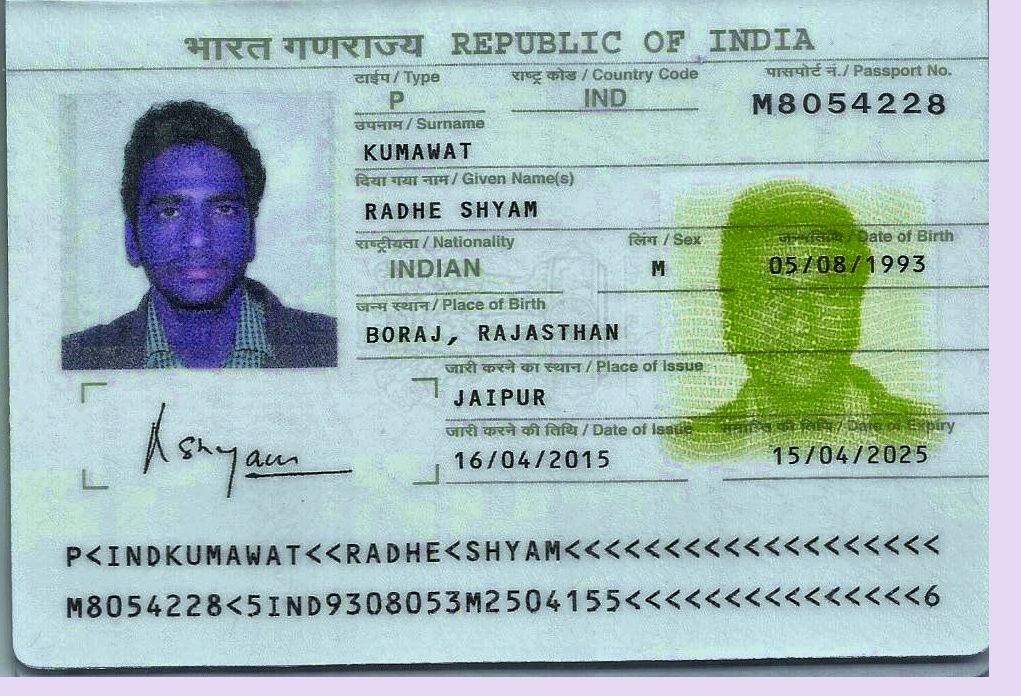 भारत गणराज्य REPUBLIC OF INDIA
टाईप / Type राष्ट्र कोड / Country Code पासपोर्ट नं. / Passport No.
P IND M8054228
उपनाम / Surname
KUMAWAT
दिया गया नाम / Given Name(s)
RADHE SHYAM
राष्ट्रीयता / Nationality लिंग / Sex जन्मतिथि / Date of Birth
INDIAN M 05/08/1993
जन्म स्थान / Place of Birth
BORAJ, RAJASTHAN
जारी करने का स्थान / Place of Issue
JAIPUR
जारी करने की तिथि / Date of Issue समाप्ति की तिथि / Date of Expiry
16/04/2015 15/04/2025
Rshyam
P<INDKUMAWAT<<RADHE<SHYAM<<<<<<<<<<<<<<<<<<<
M8054228<5IND9308053M2504155<<<<<<<<<<<<<<<6